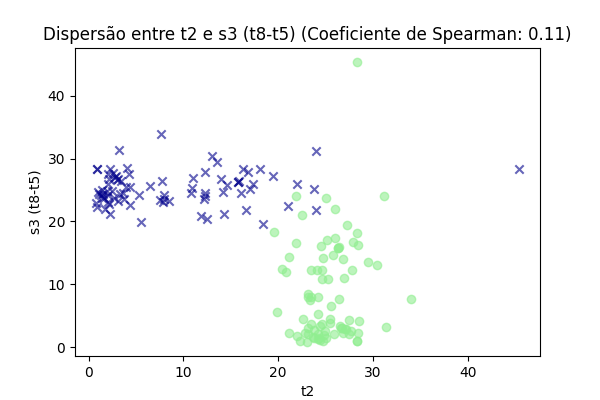 Dispersão entre t2 e s3 (t8-t5) (Coeficiente de Spearman: 0.11)
40
30
20
10
0
s3 (t8-t5)
0 10 20 30 40
t2